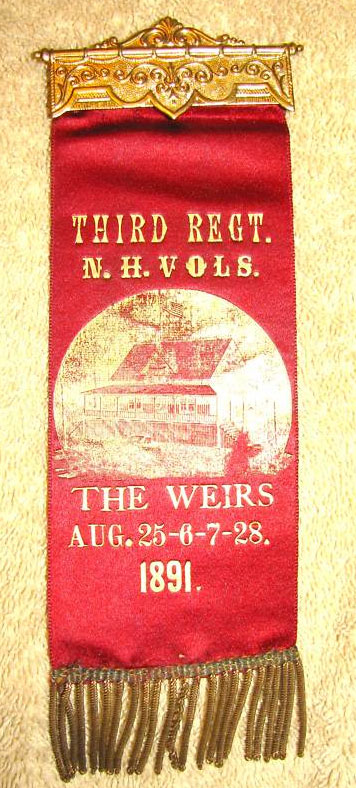 THIRD REGT.
N. H. VOLS.
THE WEIRS
AUG. 25-6-7-28.
1891.